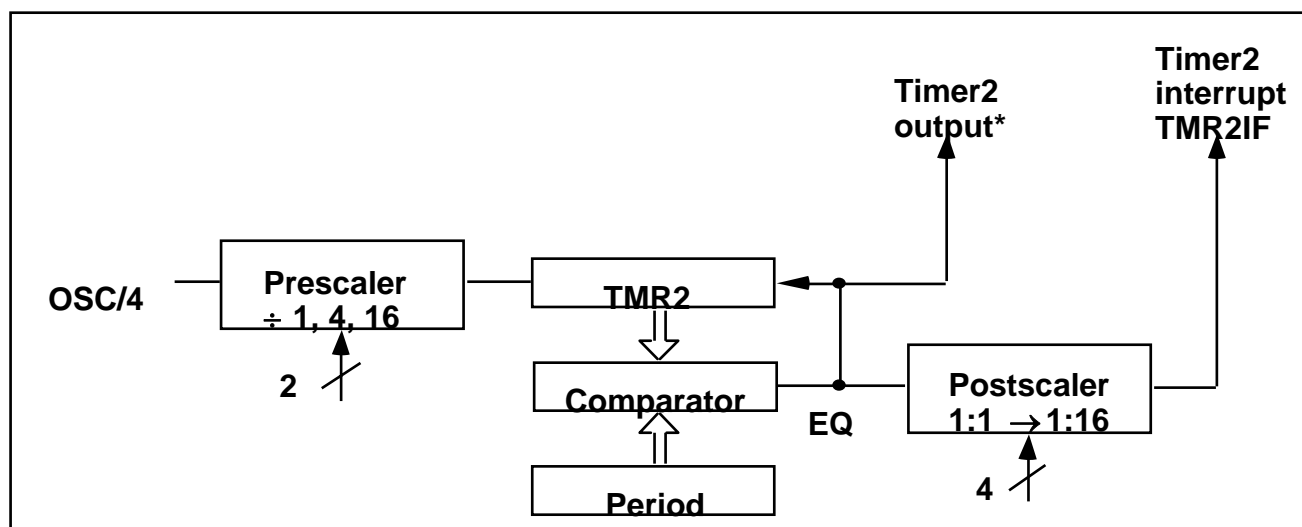 Timer2
output*
Timer2
interrupt
TMR2IF
OSC/4
Prescaler
÷ 1, 4, 16
2
TMR2
Comparator
EQ
Period
Postscaler
1:1 → 1:16
4